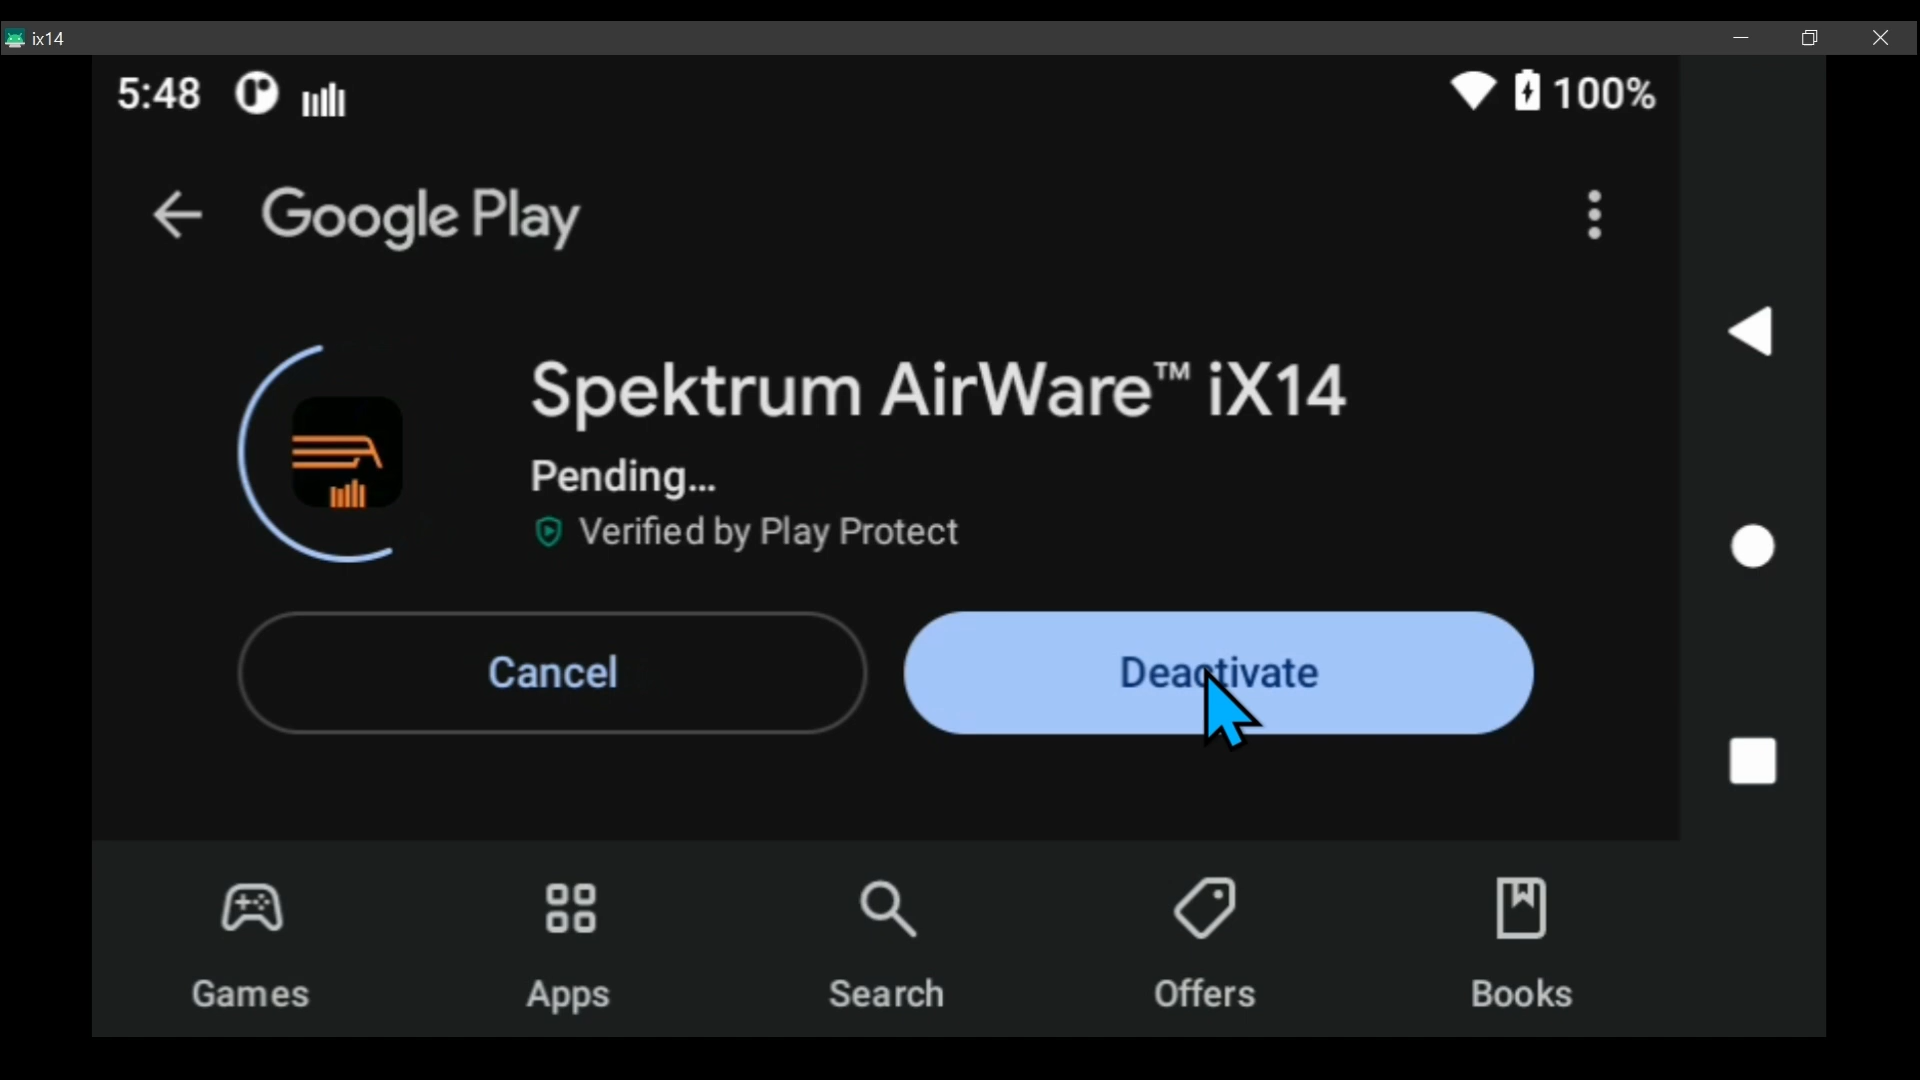 ix14
5:48
100%
Google Play
Spektrum AirWare™ iX14
Pending...
Verified by Play Protect
Cancel
Deactivate
Games
Apps
Search
Offers
Books